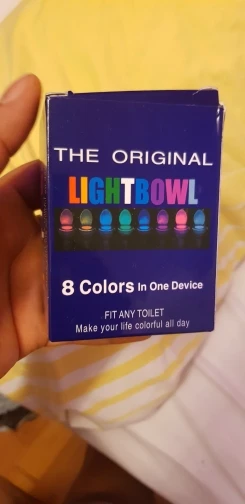 THE ORIGINAL
LIGHTBOWL
8 Colors In One Device
FIT ANY TOILET
Make your life colorful all day